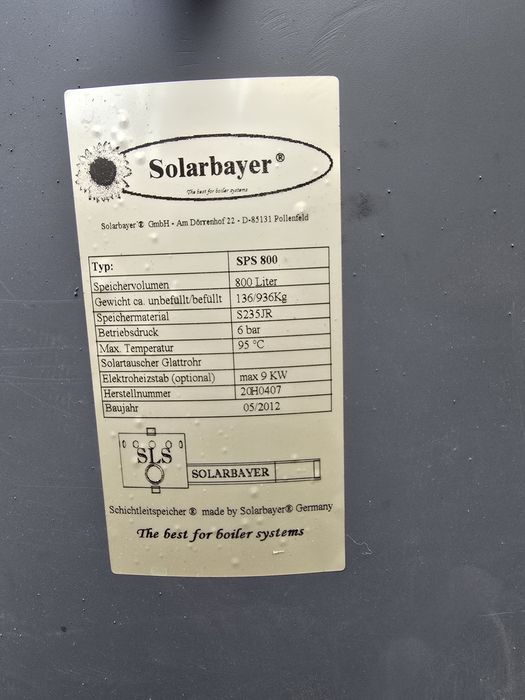 Solarbayer®
The best for boiler systems
Solarbayer® GmbH - Am Dörrenhof 22 - D-85131 Pollenfeld
Typ: SPS 800
Speichervolumen 800 Liter
Gewicht ca. unbefüllt/befüllt 136/936Kg
Speichermaterial S235JR
Betriebsdruck 6 bar
Max. Temperatur 95 °C
Solartauscher Glattrohr
Elektroheizstab (optional) max 9 KW
Herstellnummer 20H0407
Baujahr 05/2012
SLS
SOLARBAYER
Schichtleitspeicher ® made by Solarbayer® Germany
The best for boiler systems